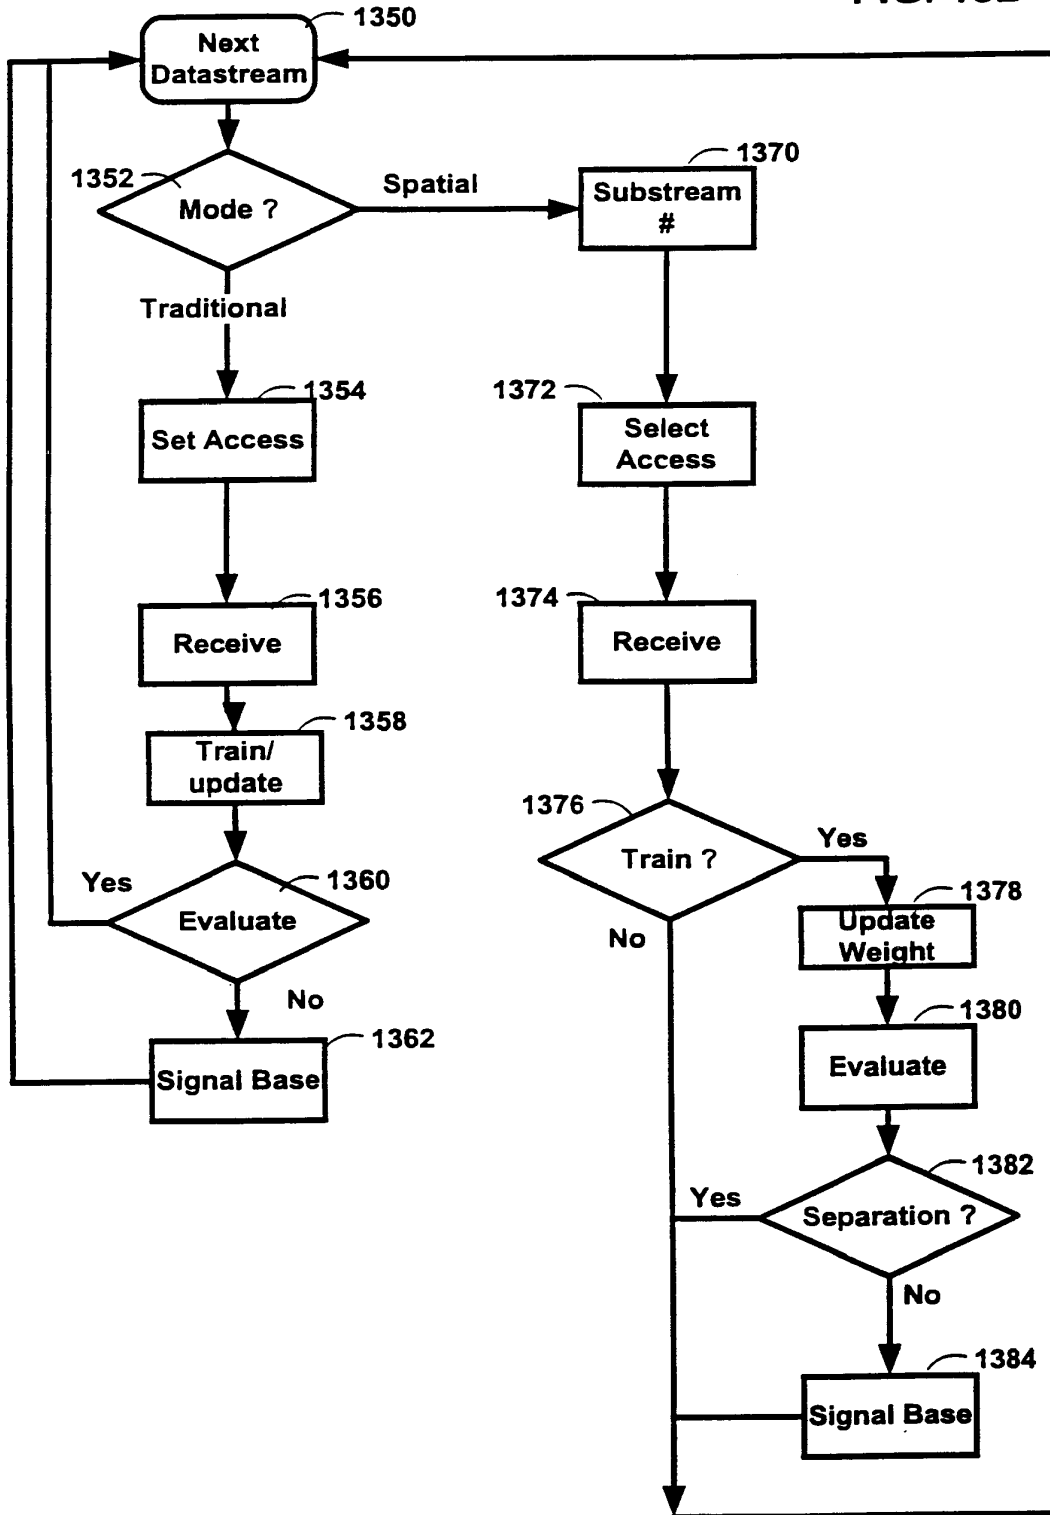 1350
Next
Datastream
1352
Mode ?
Spatial
1370
Substream
#
Traditional
1354
Set Access
1372
Select
Access
1356
Receive
1374
Receive
1358
Train/
update
1376
Train ?
Yes
No
1378
Update
Weight
Yes
1360
Evaluate
No
1362
Signal Base
1380
Evaluate
1382
Separation ?
Yes
No
1384
Signal Base